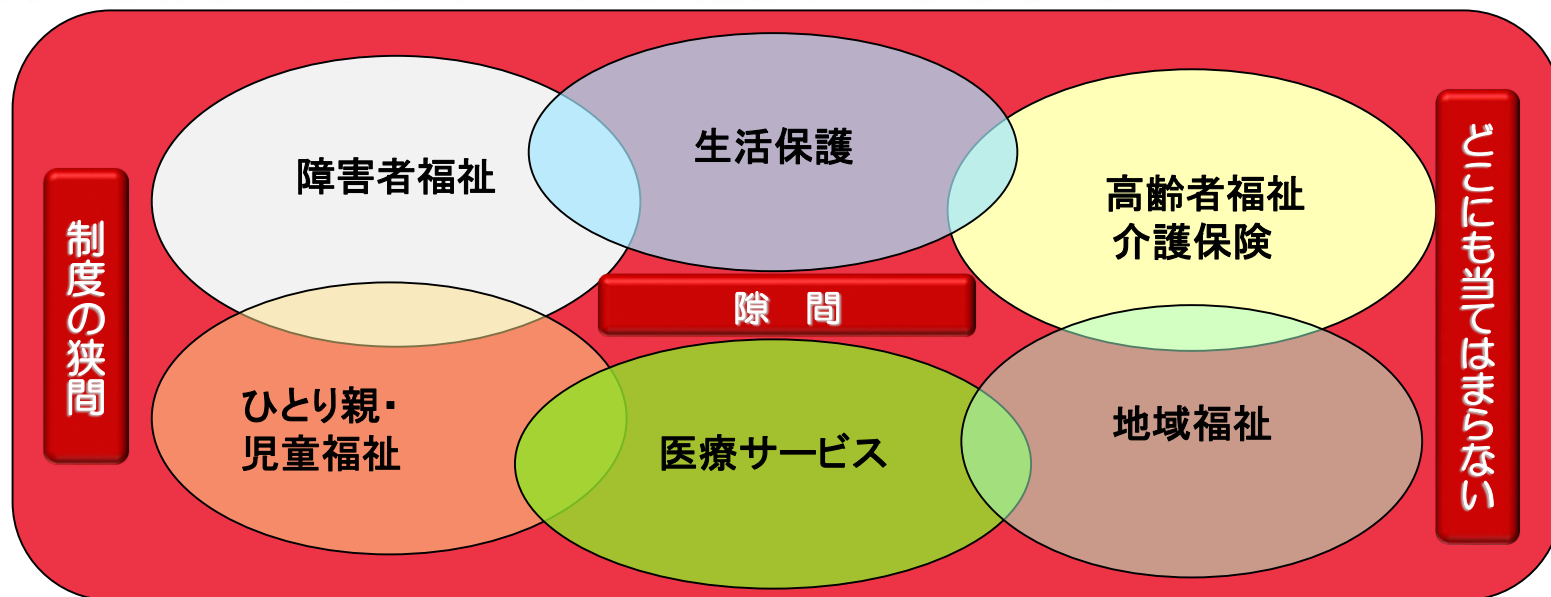 障害者福祉
生活保護
高齢者福祉
介護保険
制度の狭間
隙　間
どこにも当てはまらない
ひとり親・
児童福祉
医療サービス
地域福祉